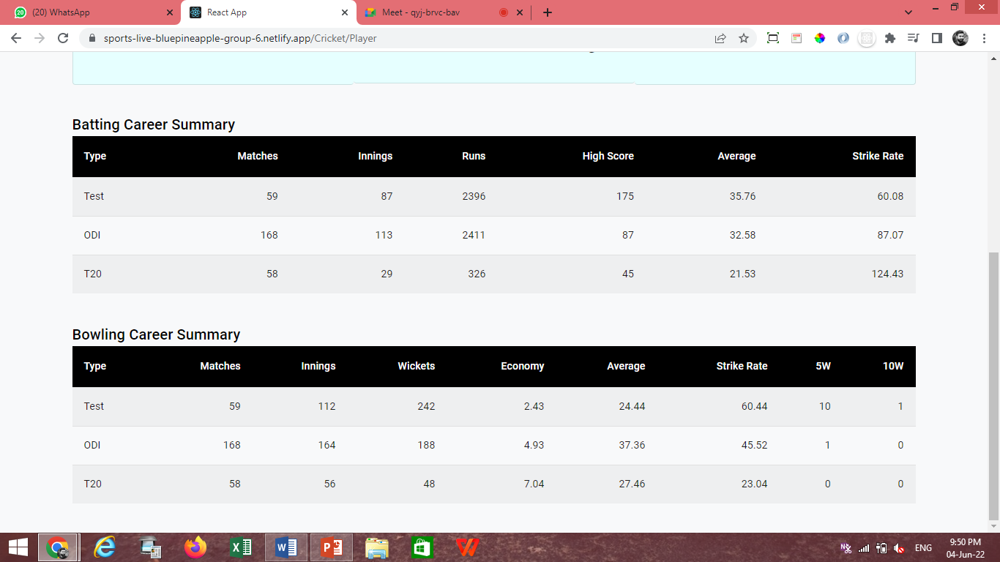 20 (20) WhatsApp React App Meet - qyj-brvc-bav
sports-live-bluepineapple-group-6.netlify.app/Cricket/Player
Batting Career Summary
Type Matches Innings Runs High Score Average Strike Rate
Test 59 87 2396 175 35.76 60.08
ODI 168 113 2411 87 32.58 87.07
T20 58 29 326 45 21.53 124.43
Bowling Career Summary
Type Matches Innings Wickets Economy Average Strike Rate 5W 10W
Test 59 112 242 2.43 24.44 60.44 10 1
ODI 168 164 188 4.93 37.36 45.52 1 0
T20 58 56 48 7.04 27.46 23.04 0 0
ENG 9:50 PM
04-Jun-22